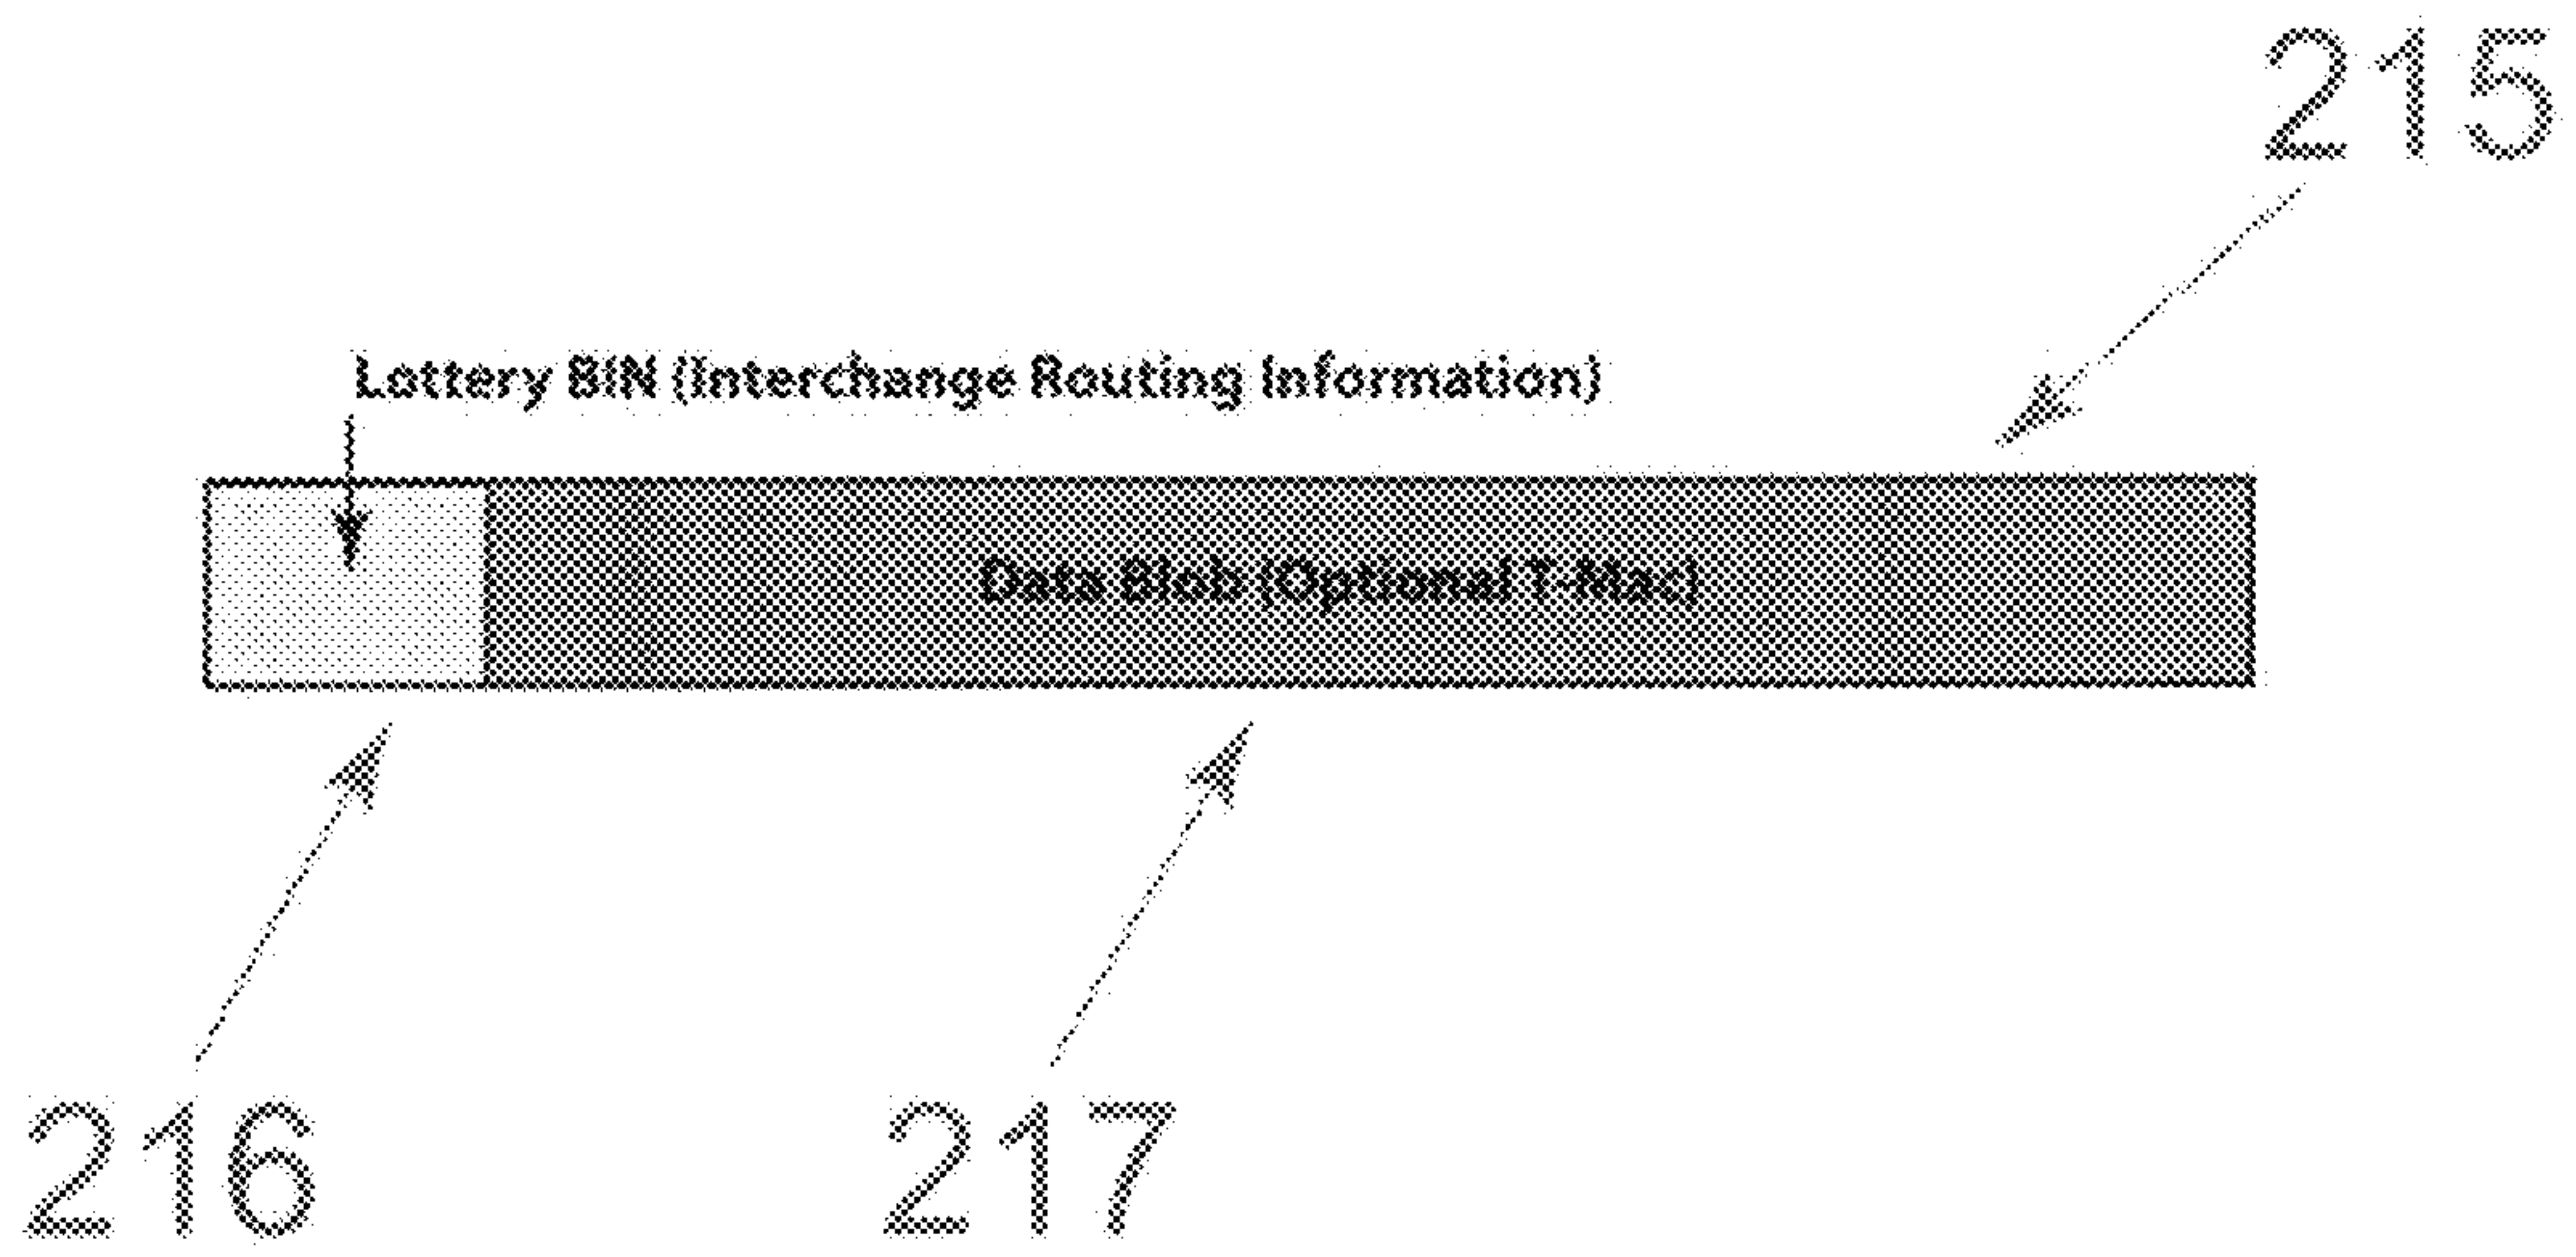 215
Lottery BIN (Interchange Routing Information)
Data Blob (Optional T-Mac)
216
217